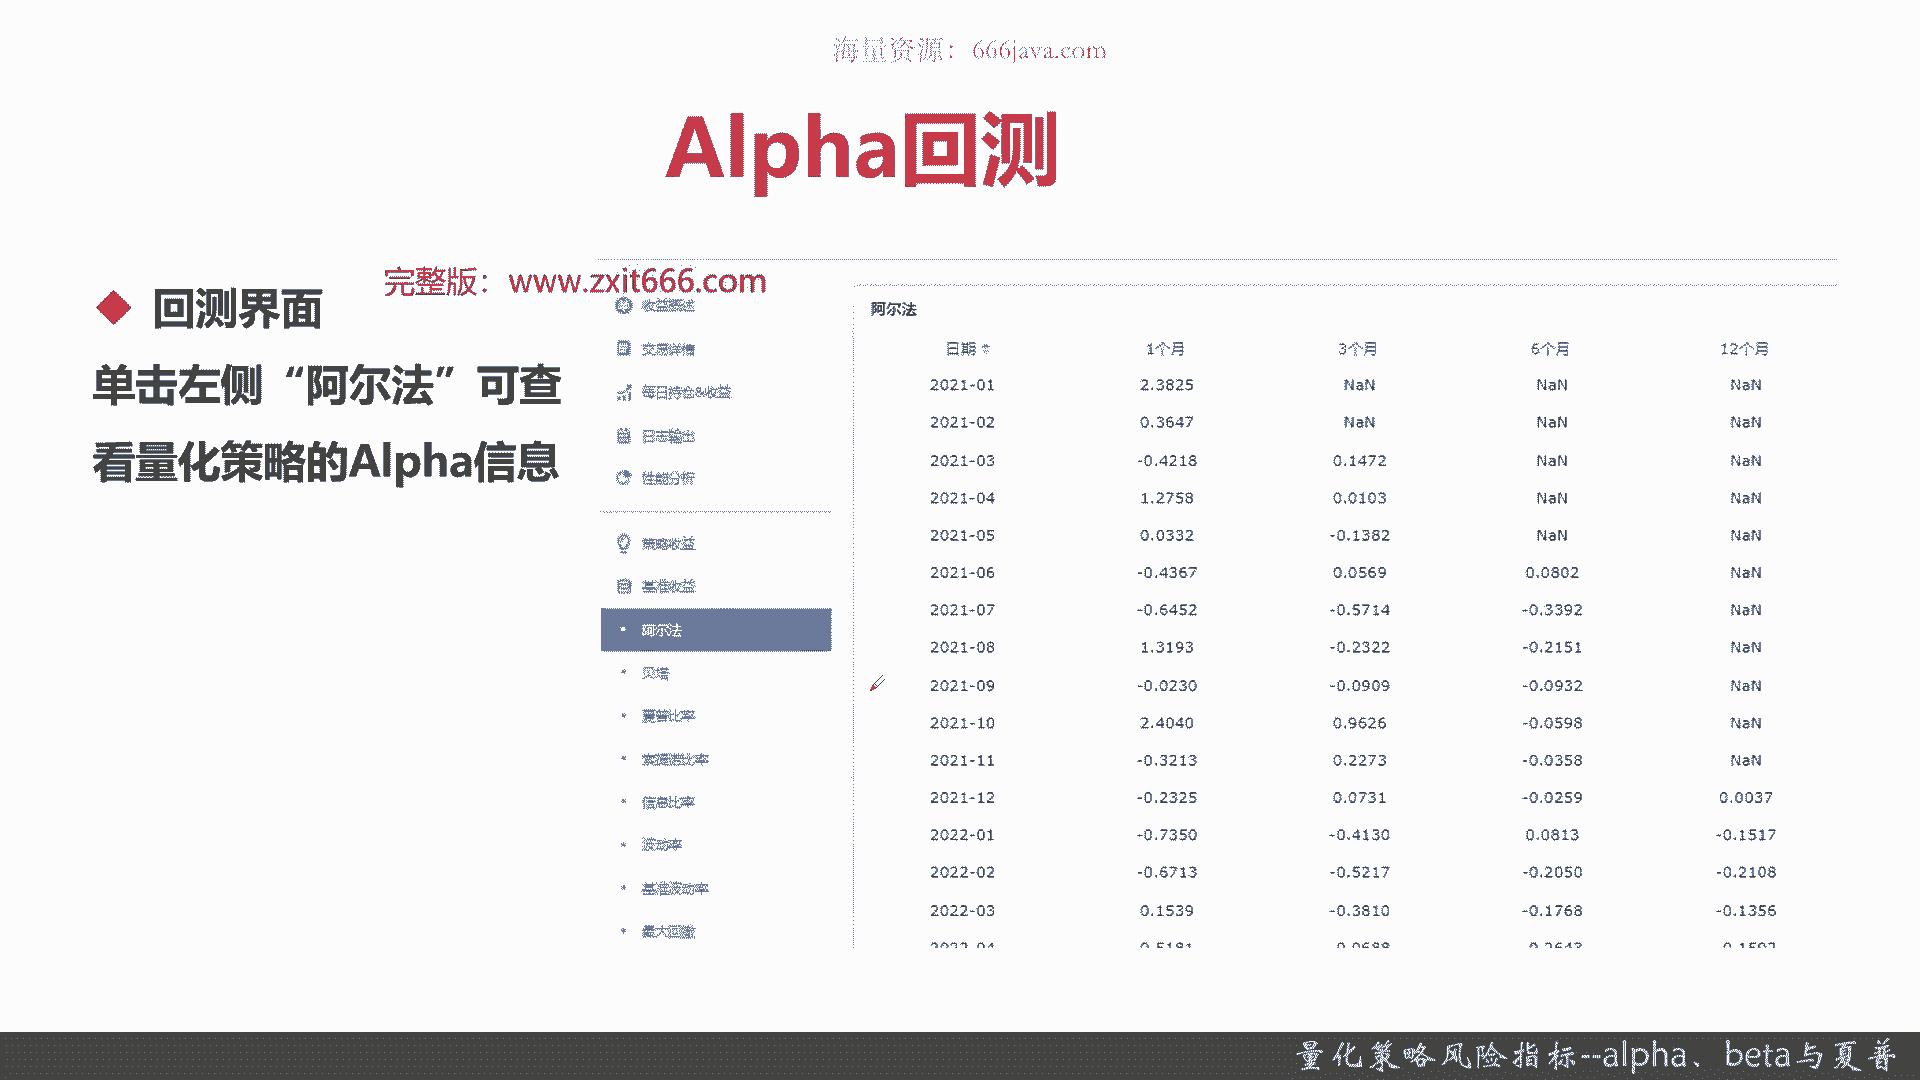 海量资源：666java.com
Alpha回测
完整版：www.zxit666.com
回测界面
单击左侧“阿尔法”可查
看量化策略的Alpha信息
收益概述
交易详情
每日持仓&收益
日志输出
性能分析
策略收益
基准收益
阿尔法
贝塔
夏普比率
索提诺比率
信息比率
波动率
基准波动率
最大回撤
阿尔法
日期 1个月 3个月 6个月 12个月
2021-01 2.3825 NaN NaN NaN
2021-02 0.3647 NaN NaN NaN
2021-03 -0.4218 0.1472 NaN NaN
2021-04 1.2758 0.0103 NaN NaN
2021-05 0.0332 -0.1382 NaN NaN
2021-06 -0.4367 0.0569 0.0802 NaN
2021-07 -0.6452 -0.5714 -0.3392 NaN
2021-08 1.3193 -0.2322 -0.2151 NaN
2021-09 -0.0230 -0.0909 -0.0932 NaN
2021-10 2.4040 0.9626 -0.0598 NaN
2021-11 -0.3213 0.2273 -0.0358 NaN
2021-12 -0.2325 0.0731 -0.0259 0.0037
2022-01 -0.7350 -0.4130 0.0813 -0.1517
2022-02 -0.6713 -0.5217 -0.2050 -0.2108
2022-03 0.1539 -0.3810 -0.1768 -0.1356
量化策略风险指标--alpha、beta与夏普